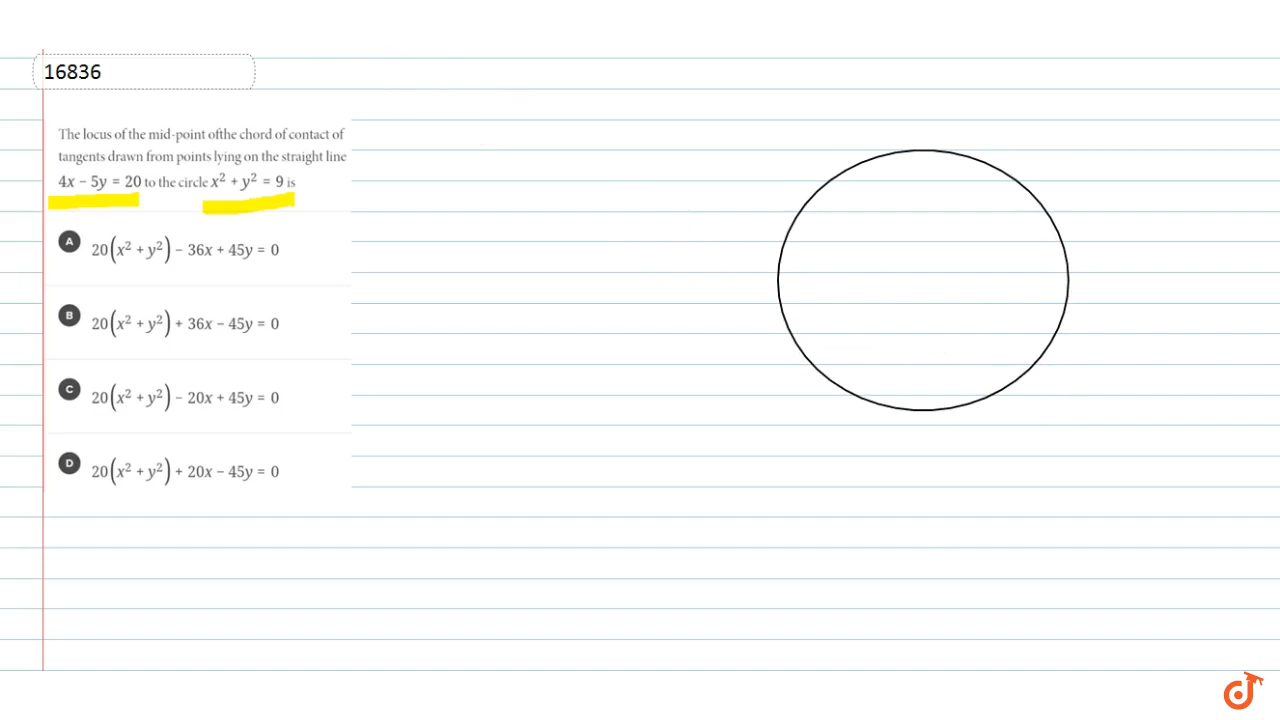 16836
The locus of the mid-point ofthe chord of contact of
tangents drawn from points lying on the straight line
4x − 5y = 20 to the circle x² + y² = 9 is
A 20(x² + y²) − 36x + 45y = 0
B 20(x² + y²) + 36x − 45y = 0
C 20(x² + y²) − 20x + 45y = 0
D 20(x² + y²) + 20x − 45y = 0